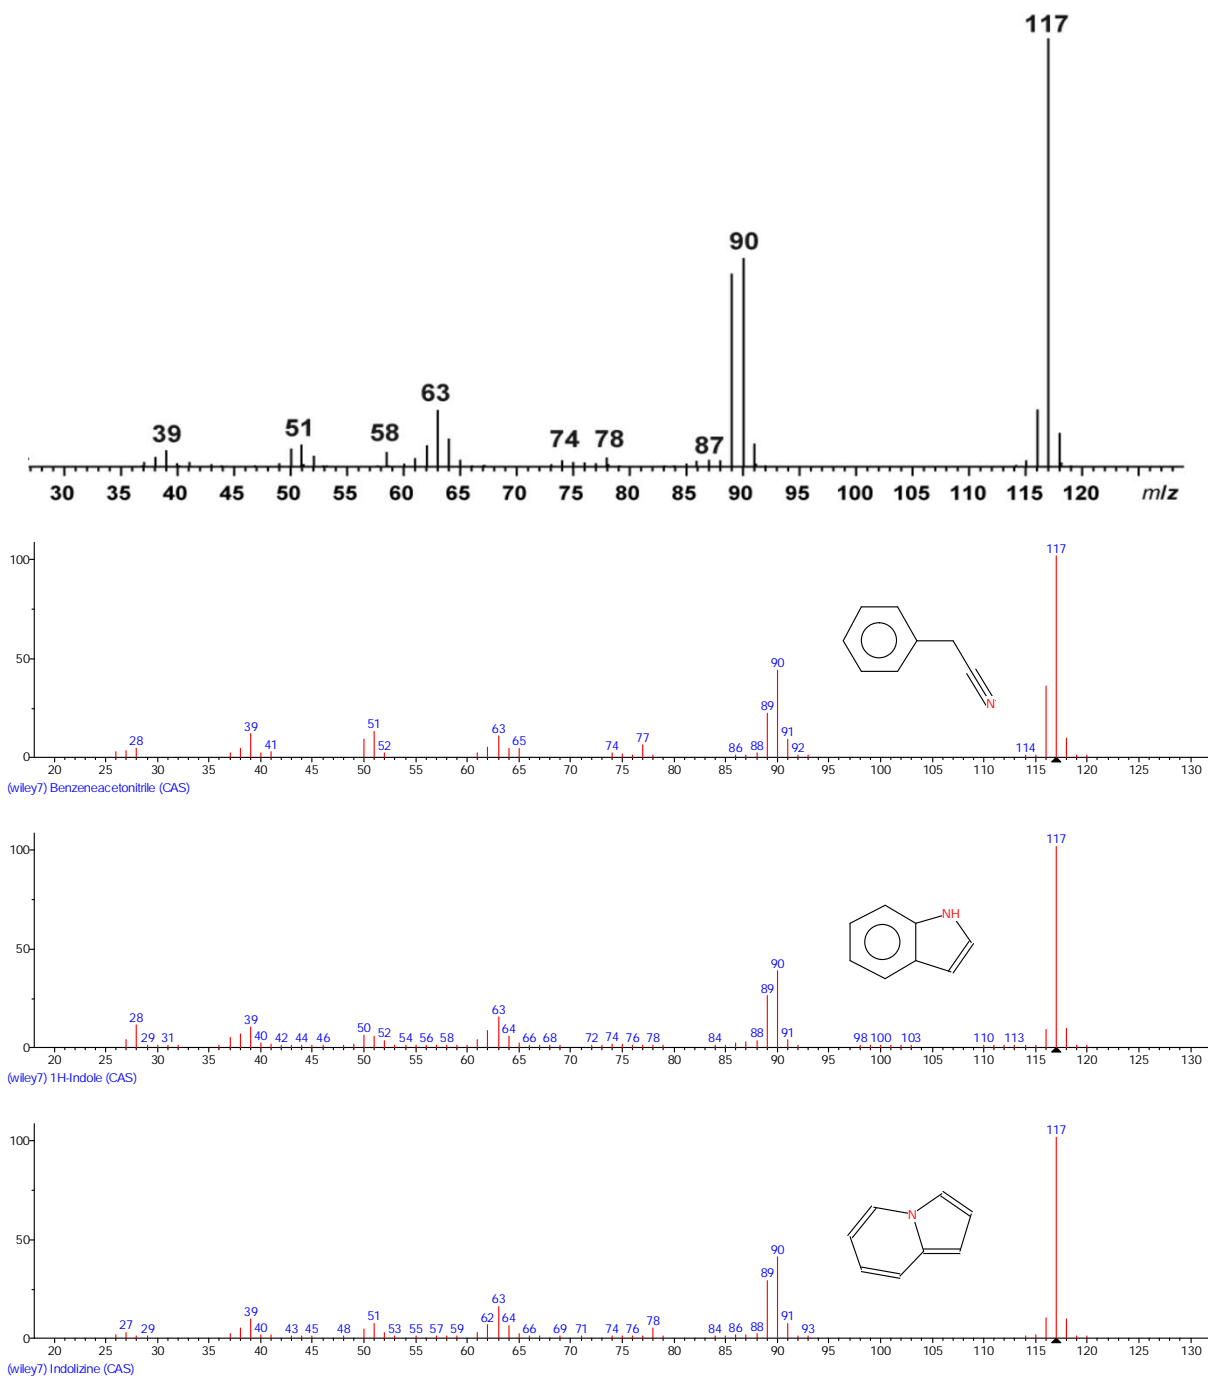 117
90
63
39
51
58
74 78
87
30 35 40 45 50 55 60 65 70 75 80 85 90 95 100 105 110 115 120 m/z
117
100
90
50
N
89
51
39
63
91
77
28 41 52 65 74 86 88 92 114
0
20 25 30 35 40 45 50 55 60 65 70 75 80 85 90 95 100 105 110 115 120 125 130
(wiley7) Benzeneacetonitrile (CAS)
117
100
NH
90
50
89
63
28
39 50 64
29 31 40 42 44 46 51 52 54 56 58 66 68 72 74 76 78 84 88 91 98 100 103 110 113
0
20 25 30 35 40 45 50 55 60 65 70 75 80 85 90 95 100 105 110 115 120 125 130
(wiley7) 1H-Indole (CAS)
117
100
N
90
50
89
63
39 51 62 64 78 91
27 29 40 43 45 48 53 55 57 59 69 71 74 76 84 86 88 93
0
20 25 30 35 40 45 50 55 60 65 70 75 80 85 90 95 100 105 110 115 120 125 130
(wiley7) Indolizine (CAS)